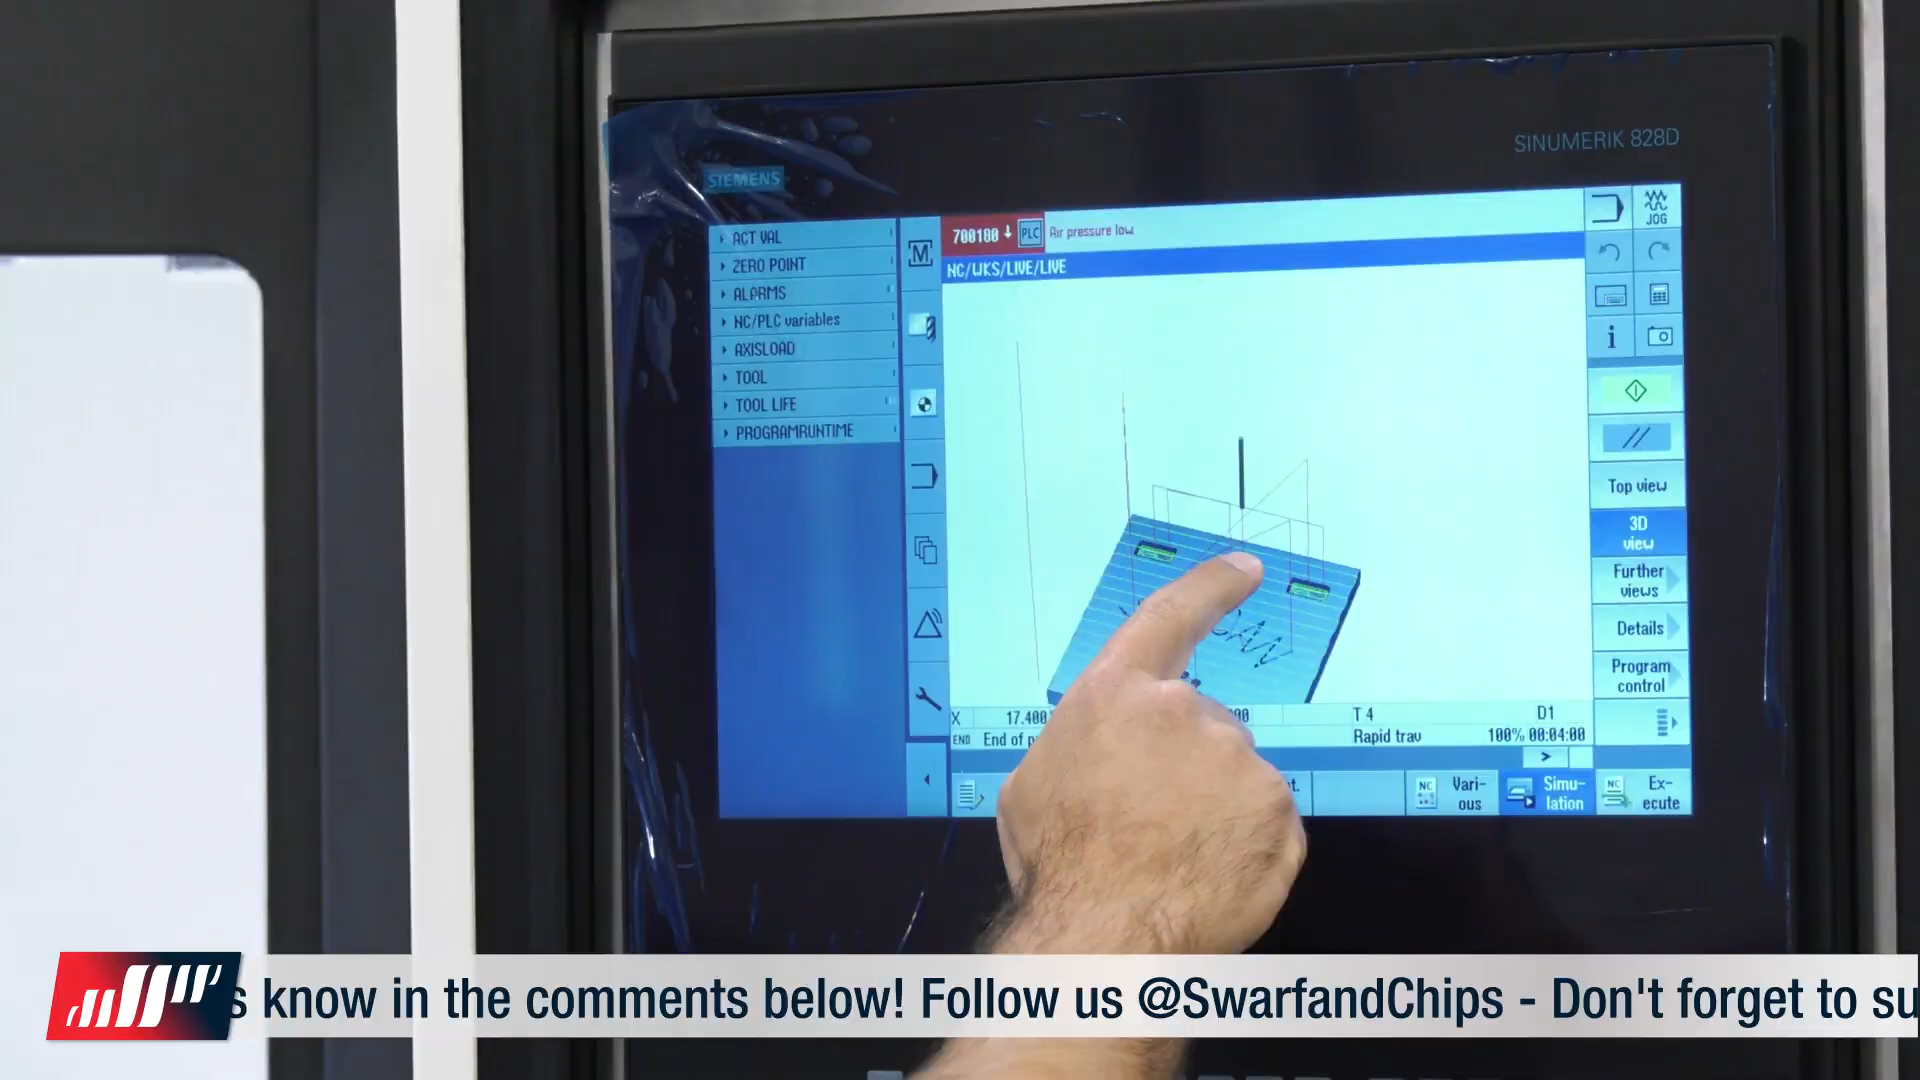 SINUMERIK 828D
SIEMENS
ACT VAL
ZERO POINT
ALARMS
NC/PLC variables
AXISLOAD
TOOL
TOOL LIFE
PROGRAMRUNTIME
M
700100 ↓ PLC Air pressure low
NC/WKS/LIVE/LIVE
JOG
i
Top view
3D
view
Further
views
Details
Program
control
X 17.400
T 4
D1
END End of
Rapid trav
100% 00:04:00
>
NC
Vari-
ous
Simu-
lation
NC
Ex-
ecute
s know in the comments below! Follow us @SwarfandChips - Don't forget to su